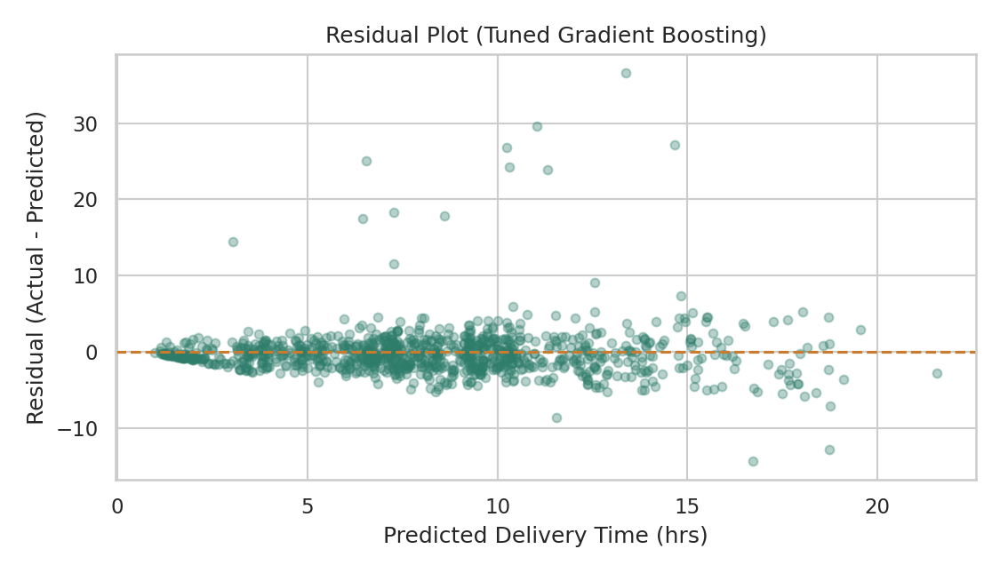 Residual Plot (Tuned Gradient Boosting)
Residual (Actual - Predicted)
30
20
10
0
−10
0 5 10 15 20
Predicted Delivery Time (hrs)